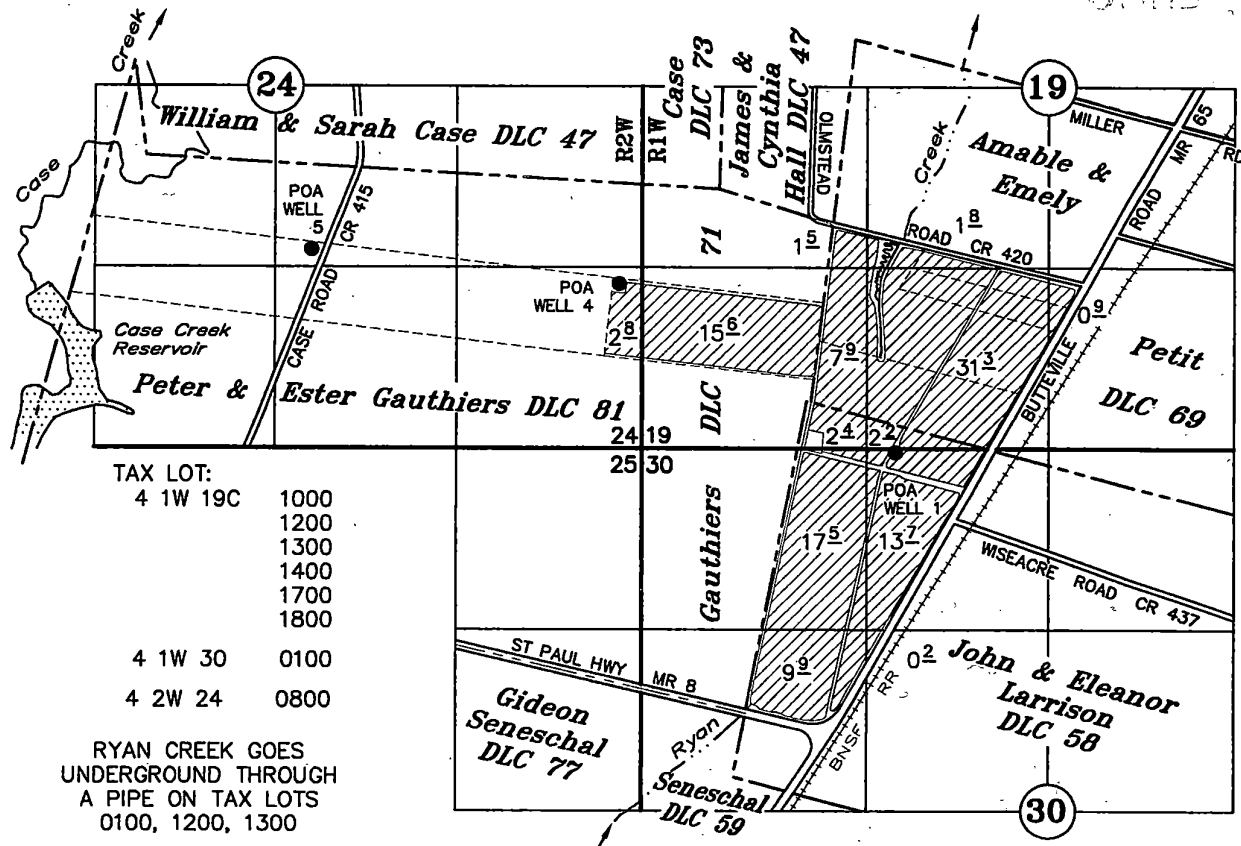 24
19
Creek
William & Sarah Case DLC 47
R2W
R1W
Case
DLC 73
James &
Cynthia
Hall DLC 47
OLMSTEAD
Creek
MILLER
RD
MR 65
ROAD
BUTTEVILLE
Amable &
Emely
Case
POA
WELL
5
CASE ROAD CR 415
71
1 5
ROAD CR 420
1 8
POA
WELL 4
2 8
15 6
7 9
31 3
0 9
Petit
DLC 69
Case Creek
Reservoir
Peter & Ester Gauthiers DLC 81
DLC
24 19
25 30
2 4
2 2
POA
WELL 1
Gauthiers
17 5
13 7
WISEACRE ROAD CR 437
TAX LOT:
4 1W 19C 1000
1200
1300
1400
1700
1800
4 1W 30 0100
4 2W 24 0800
ST PAUL HWY MR 8
9 9
0 2
John & Eleanor
Larrison
DLC 58
Gideon
Seneschal
DLC 77
Ryan
BNSF RR
Seneschal
DLC 59
30
RYAN CREEK GOES
UNDERGROUND THROUGH
A PIPE ON TAX LOTS
0100, 1200, 1300